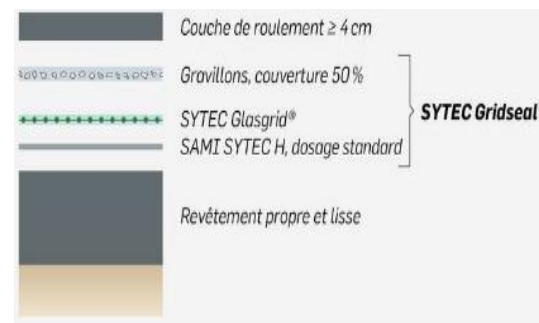 Couche de roulement ≥ 4 cm
Gravillons, couverture 50 %
SYTEC Glasgrid®
SYTEC Gridseal
SAMI SYTEC H, dosage standard
Revêtement propre et lisse